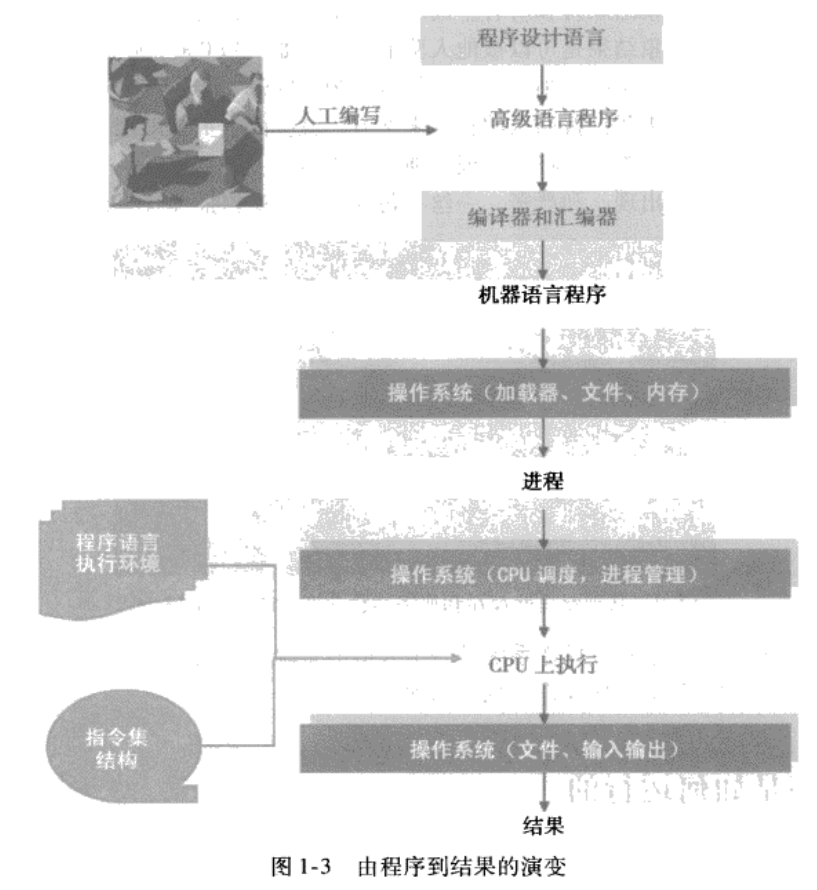 程序设计语言
人工编写
高级语言程序
编译器和汇编器
机器语言程序
操作系统（加载器、文件、内存）
进程
程序语言
执行环境
操作系统（CPU 调度，进程管理）
CPU 上执行
指令集
结构
操作系统（文件、输入输出）
结果
图 1-3 由程序到结果的演变